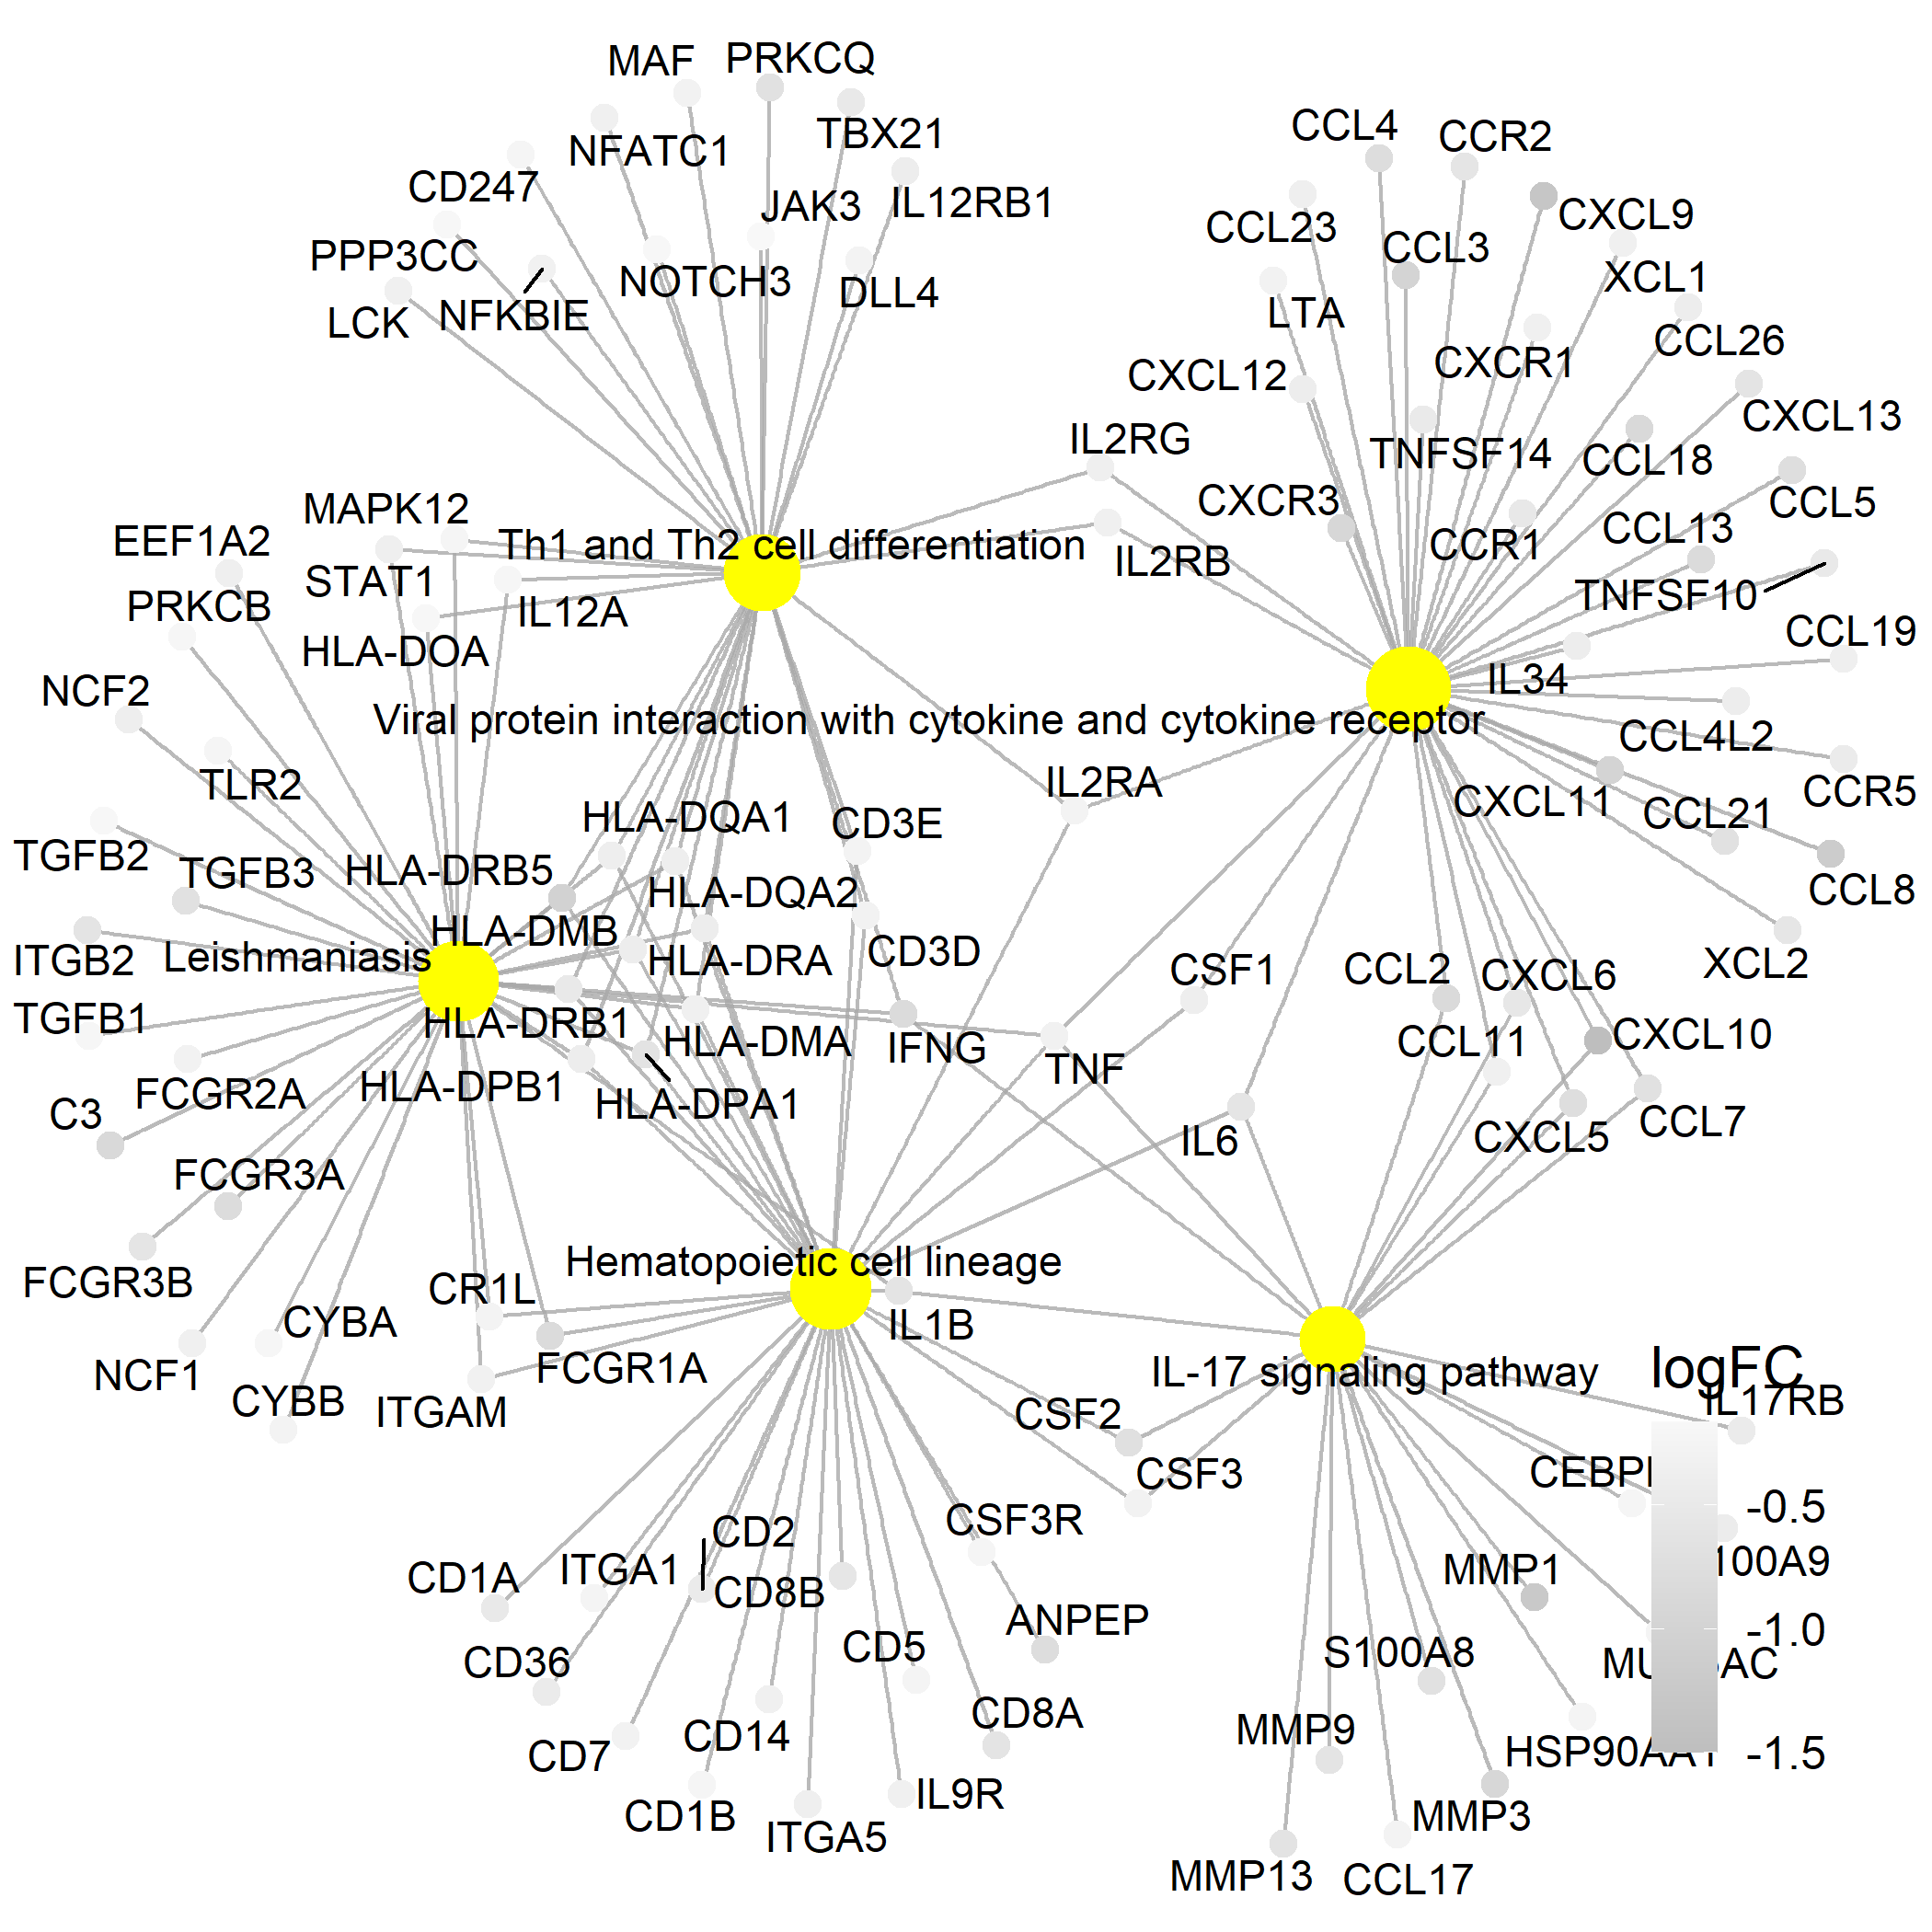 MAF
PRKCQ
NFATC1
TBX21
CD247
JAK3
IL12RB1
PPP3CC
NOTCH3
DLL4
LCK
NFKBIE
CCL4
CCR2
CCL23
CCL3
CXCL9
XCL1
LTA
CXCL12
CXCR1
CCL26
CXCL13
TNFSF14
CCL18
IL2RG
CXCR3
CCL5
CCL13
CCR1
IL2RB
TNFSF10
CCL19
MAPK12
EEF1A2
Th1 and Th2 cell differentiation
STAT1
PRKCB
IL12A
HLA-DOA
NCF2
IL34
Viral protein interaction with cytokine and cytokine receptor
CCL4L2
TLR2
IL2RA
CXCL11
CCL21
CCR5
HLA-DQA1
CD3E
TGFB2
TGFB3
HLA-DRB5
HLA-DQA2
CCL8
HLA-DMB
ITGB2
Leishmaniasis
HLA-DRA
CD3D
CSF1
CCL2
CXCL6
XCL2
TGFB1
HLA-DRB1
HLA-DMA
IFNG
TNF
CCL11
CXCL10
FCGR2A
HLA-DPB1
HLA-DPA1
C3
IL6
CXCL5
CCL7
FCGR3A
FCGR3B
Hematopoietic cell lineage
CR1L
CYBA
IL1B
NCF1
FCGR1A
CYBB
ITGAM
IL-17 signaling pathway
logFC
IL17RB
CSF2
CSF3
CD2
CSF3R
CD1A
ITGA1
CD8B
MMP1
100A9
-0.5
ANPEP
CD5
CD36
S100A8
-1.0
CD7
CD14
CD8A
MMP9
-1.5
CD1B
ITGA5
IL9R
MMP3
MMP13
CCL17